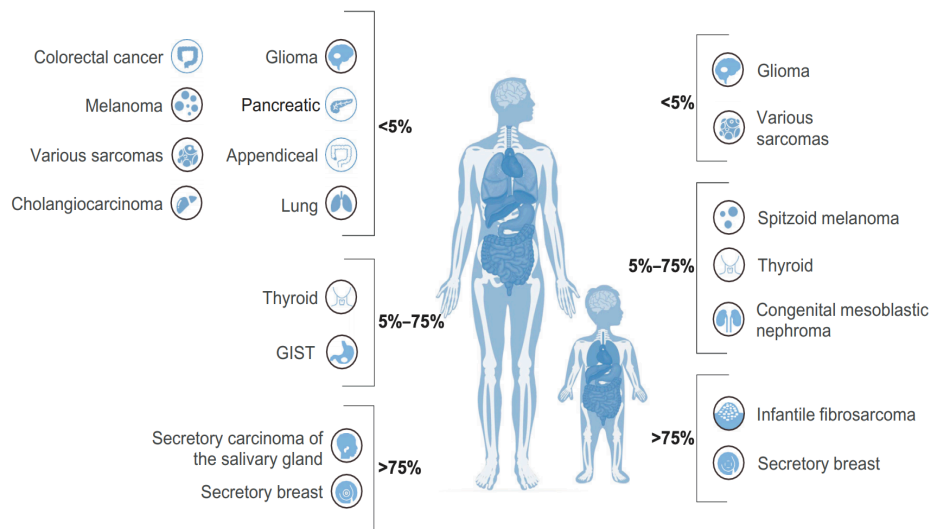 Colorectal cancer
Glioma
Melanoma
Pancreatic
Various sarcomas
Appendiceal
Cholangiocarcinoma
Lung
<5%
Thyroid
GIST
5%–75%
Secretory carcinoma of
the salivary gland
Secretory breast
>75%
<5%
Glioma
Various
sarcomas
5%–75%
Spitzoid melanoma
Thyroid
Congenital mesoblastic
nephroma
>75%
Infantile fibrosarcoma
Secretory breast